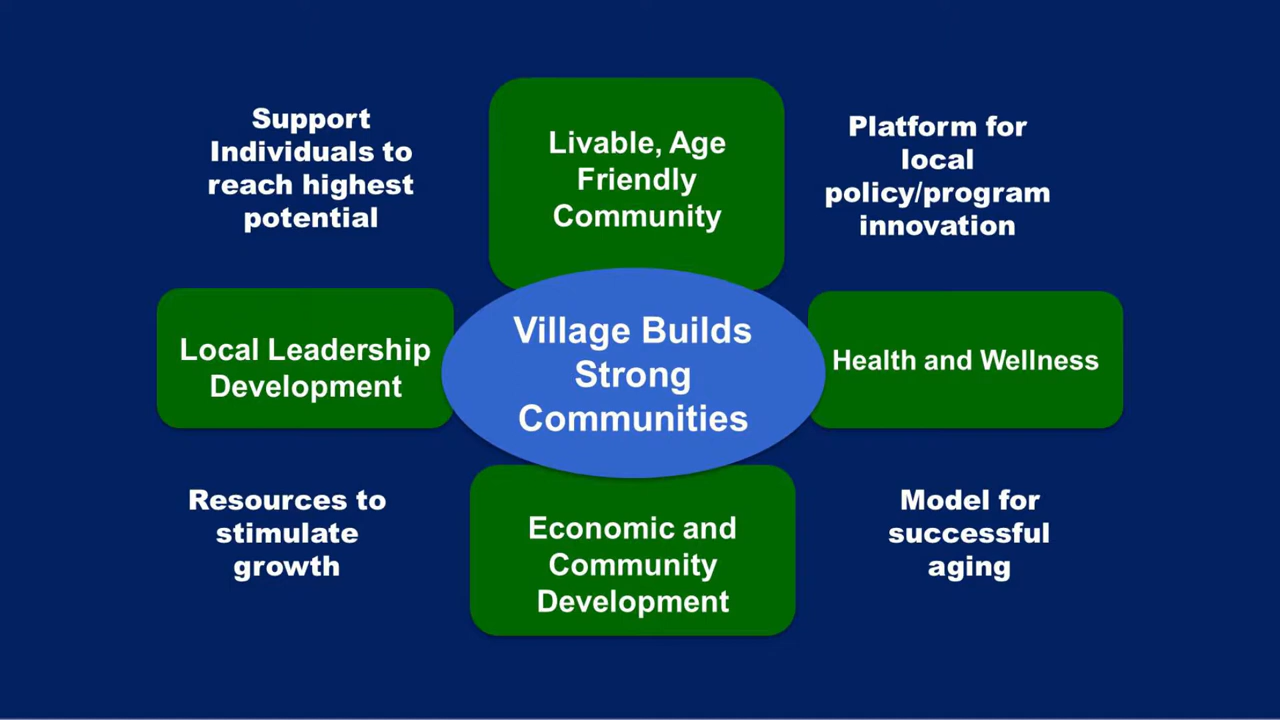 Support
Individuals to
reach highest
potential
Livable, Age
Friendly
Community
Platform for
local
policy/program
innovation
Local Leadership
Development
Village Builds
Strong
Communities
Health and Wellness
Resources to
stimulate
growth
Economic and
Community
Development
Model for
successful
aging